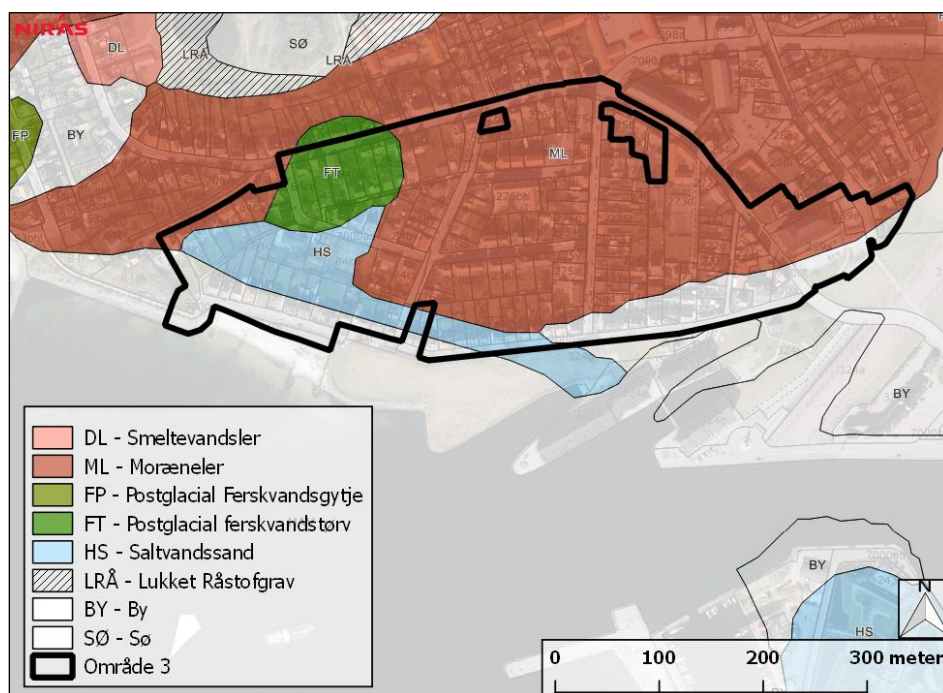 NIRÁS
DL
LRÅ
SØ
LRÅ
FP
BY
FT
ML
276bb
HS
BY
DL - Smeltevandsler
ML - Moræneler
FP - Postglacial Ferskvandsgytje
FT - Postglacial ferskvandstørv
HS - Saltvandssand
LRÅ - Lukket Råstofgrav
BY - By
SØ - Sø
Område 3
BY
HS
N
0 100 200 300 meter